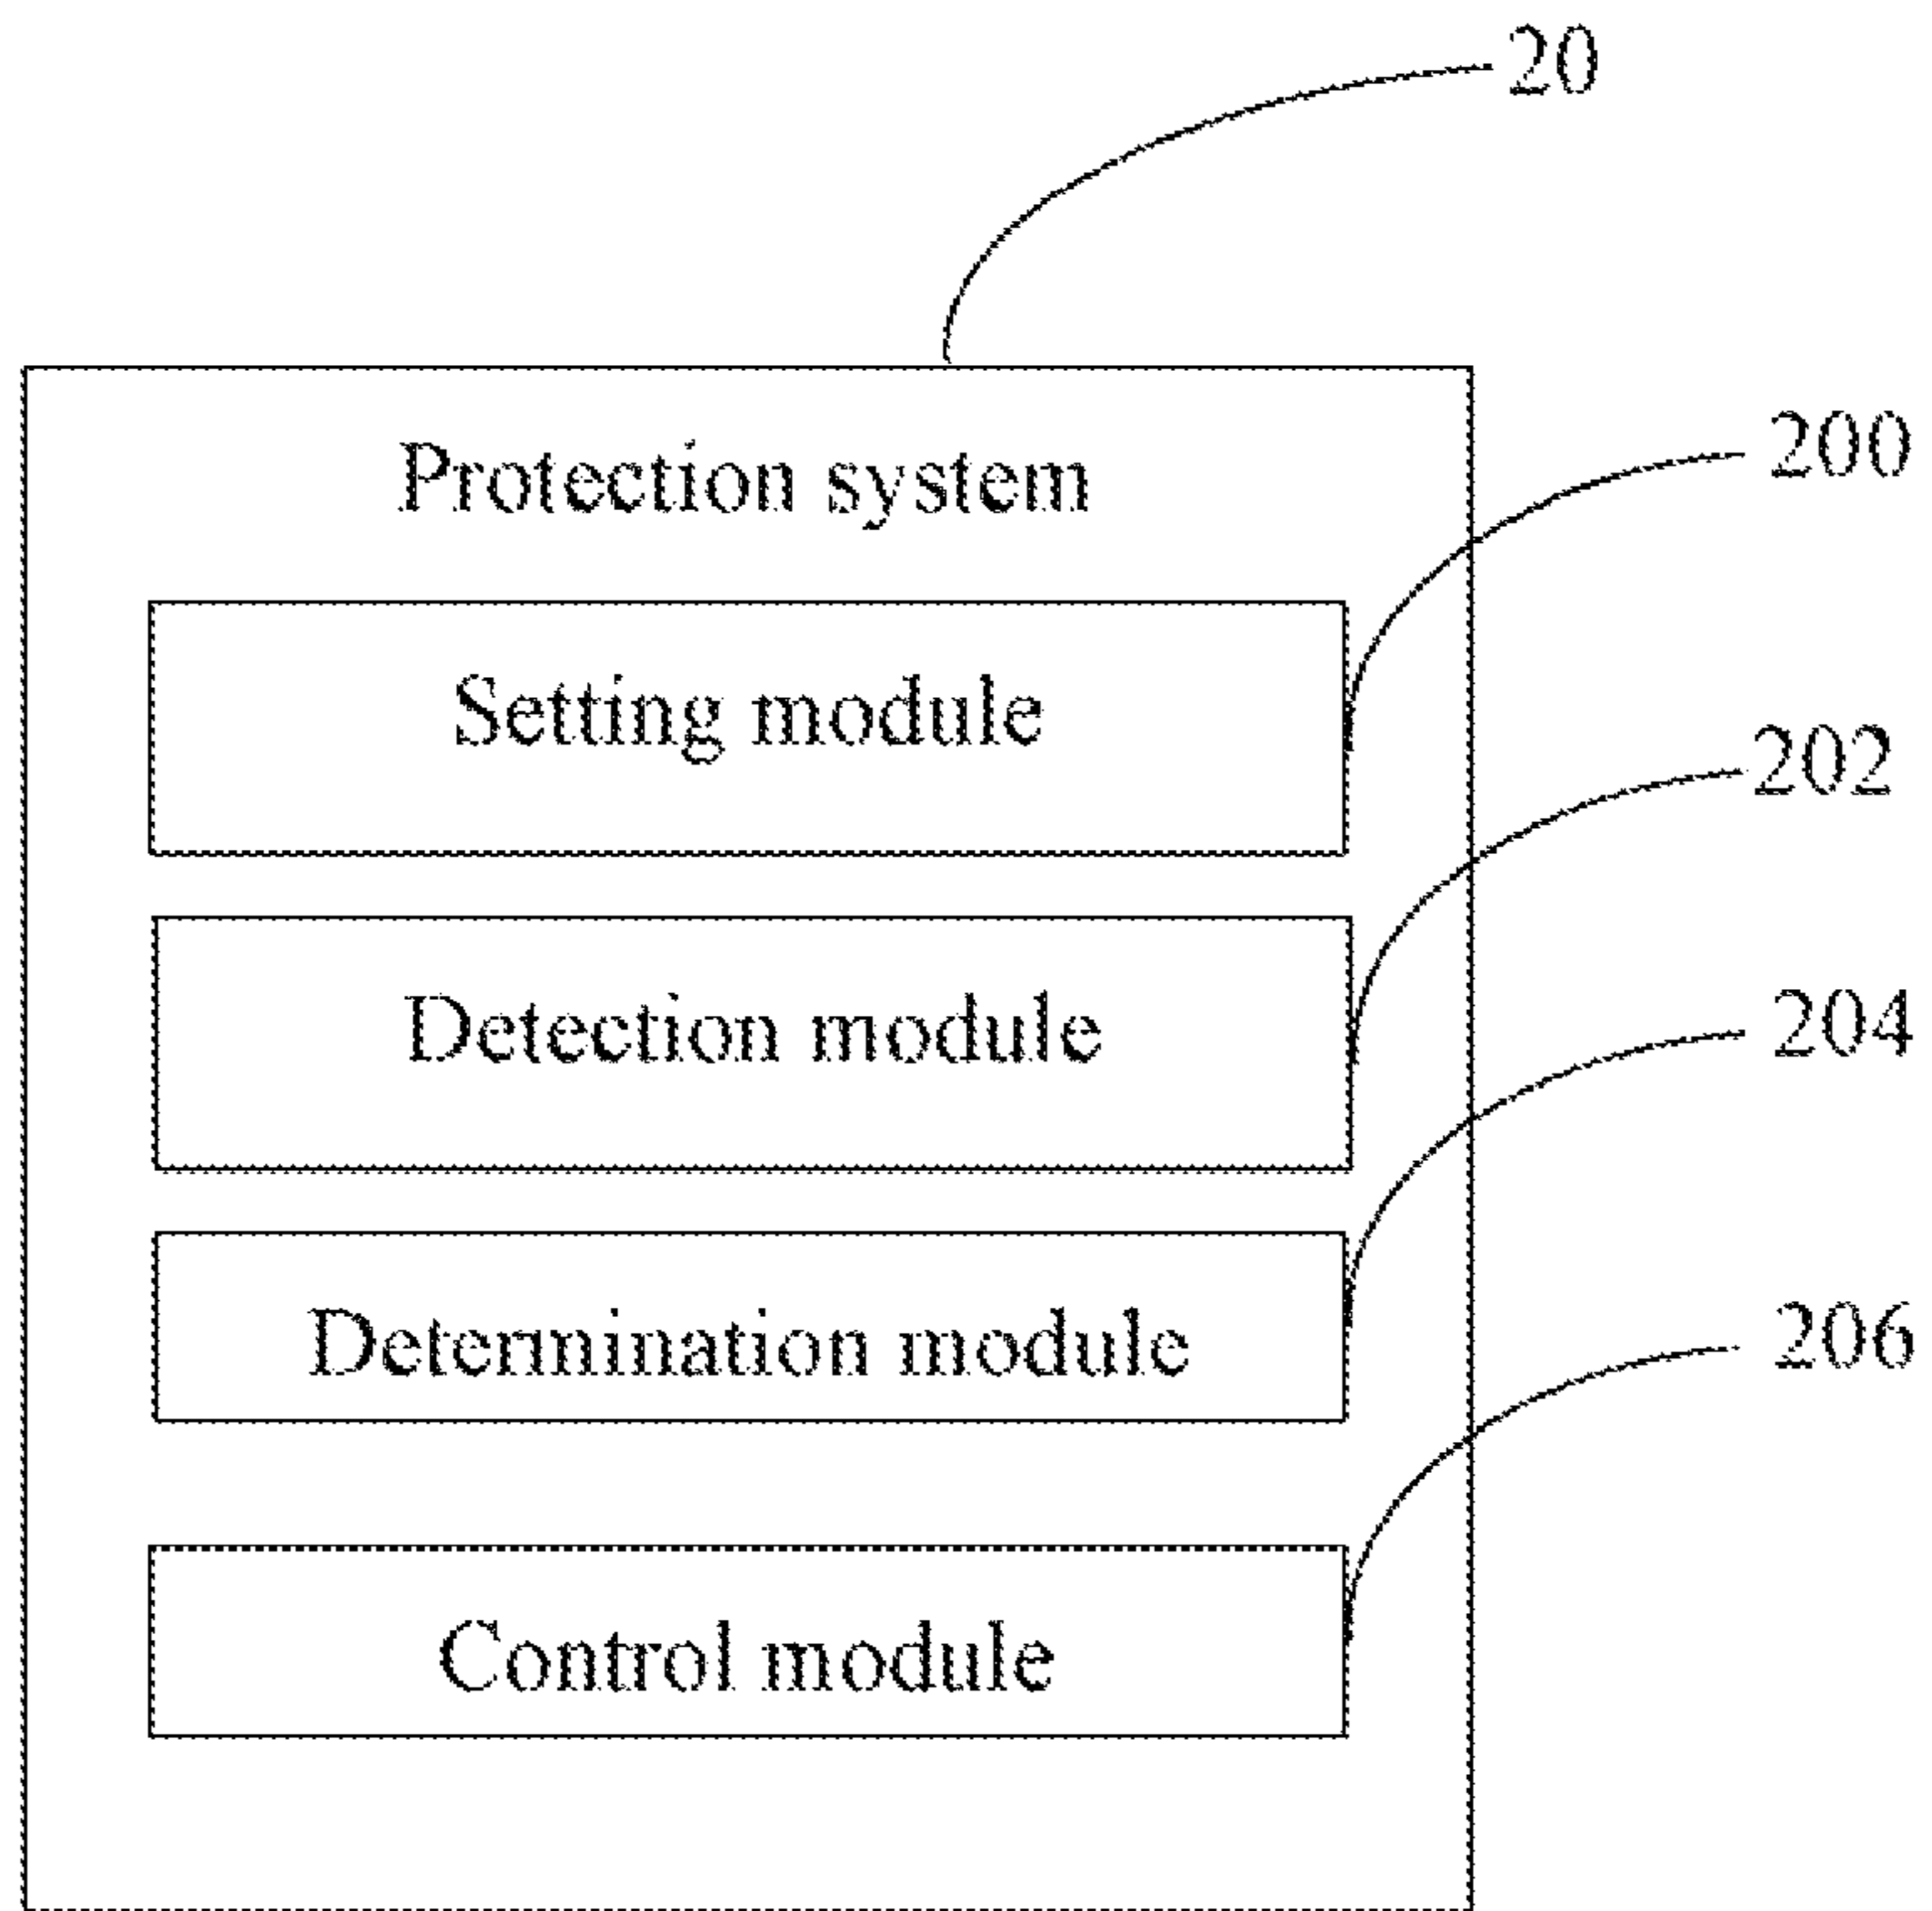 20
Protection system
200
Setting module
202
Detection module
204
Determination module
206
Control module